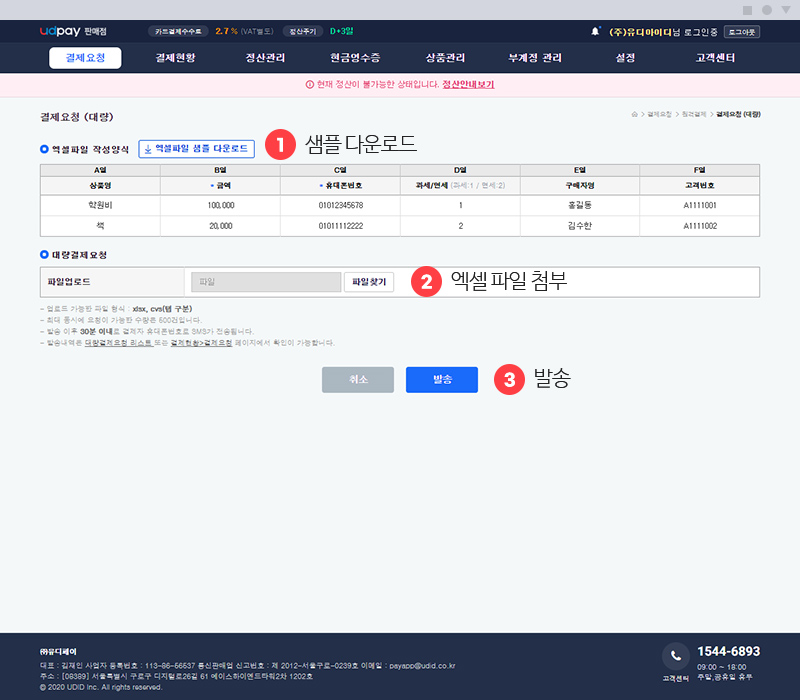 udpay 판매점 카드결제수수료 2.7 % (VAT별도) 정산주기 D+3일 (주)유디아이디님 로그인중 로그아웃
결제요청 결제현황 정산관리 현금영수증 상품관리 부계정 관리 설정 고객센터
현재 정산이 불가능한 상태입니다. 정산안내보기
결제요청 (대량)
결제요청 > 원격결제 > 결제요청 (대량)
엑셀파일 작성양식 엑셀파일 샘플 다운로드 1 샘플 다운로드
A열 B열 C열 D열 E열 F열
상품명 * 금액 * 휴대폰번호 과세/면세 (과세:1 / 면세:2) 구매자명 고객번호
학원비 100,000 01012345678 1 홍길동 A1111001
책 20,000 01011112222 2 김수한 A1111002
대량결제요청
파일업로드 파일 파일찾기 2 엑셀 파일 첨부
- 업로드 가능한 파일 형식 : xlsx, cvs(탭 구분)
- 최대 동시에 요청이 가능한 수량은 500건입니다.
- 발송 이후 30분 이내로 결제자 휴대폰번호로 SMS가 전송됩니다.
- 발송내역은 대량결제요청 리스트 또는 결제현황>결제요청 페이지에서 확인이 가능합니다.
취소 발송 3 발송
㈜유디페이
대표 : 김재민 사업자 등록번호 : 113-86-56537 통신판매업 신고번호 : 제 2012-서울구로-0239호 이메일 : payapp@udid.co.kr
주소 : [08389] 서울특별시 구로구 디지털로26길 61 에이스하이엔드타워2차 1202호
© 2020 UDID Inc. All rights reserved.
고객센터
1544-6893
09:00 ~ 18:00
주말,공휴일 휴무